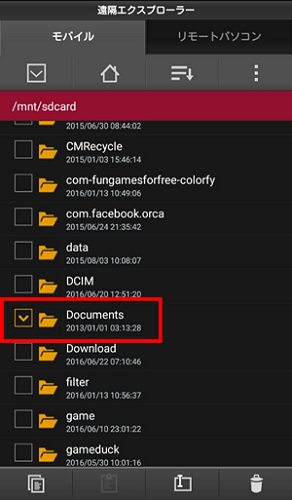 遠隔エクスプローラー
モバイル
リモートパソコン
/mnt/sdcard
2015/06/30 08:44:02
CMRecycle
2015/01/03 15:46:14
com-fungamesforfree-colorfy
2016/01/13 10:49:06
com.facebook.orca
2015/06/24 21:35:42
data
2015/08/03 10:08:07
DCIM
2016/06/20 12:51:20
Documents
2013/01/01 03:13:28
Download
2016/06/22 07:10:46
filter
2016/01/13 10:56:37
game
2016/06/10 23:01:22
gameduck
2016/05/30 10:01:16